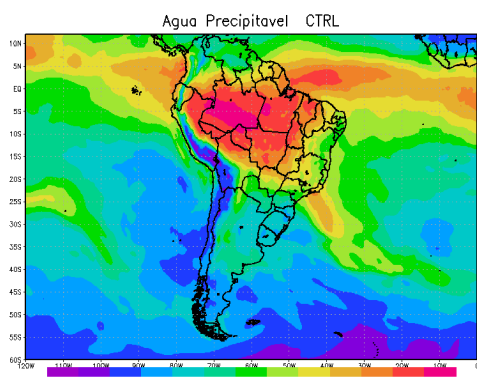 Agua Precipitavel CTRL
10N
5N
EQ
5S
10S
15S
20S
25S
30S
35S
40S
45S
50S
55S
60S
120W 110W 100W 90W 80W 70W 60W 50W 40W 30W 20W 10W 0